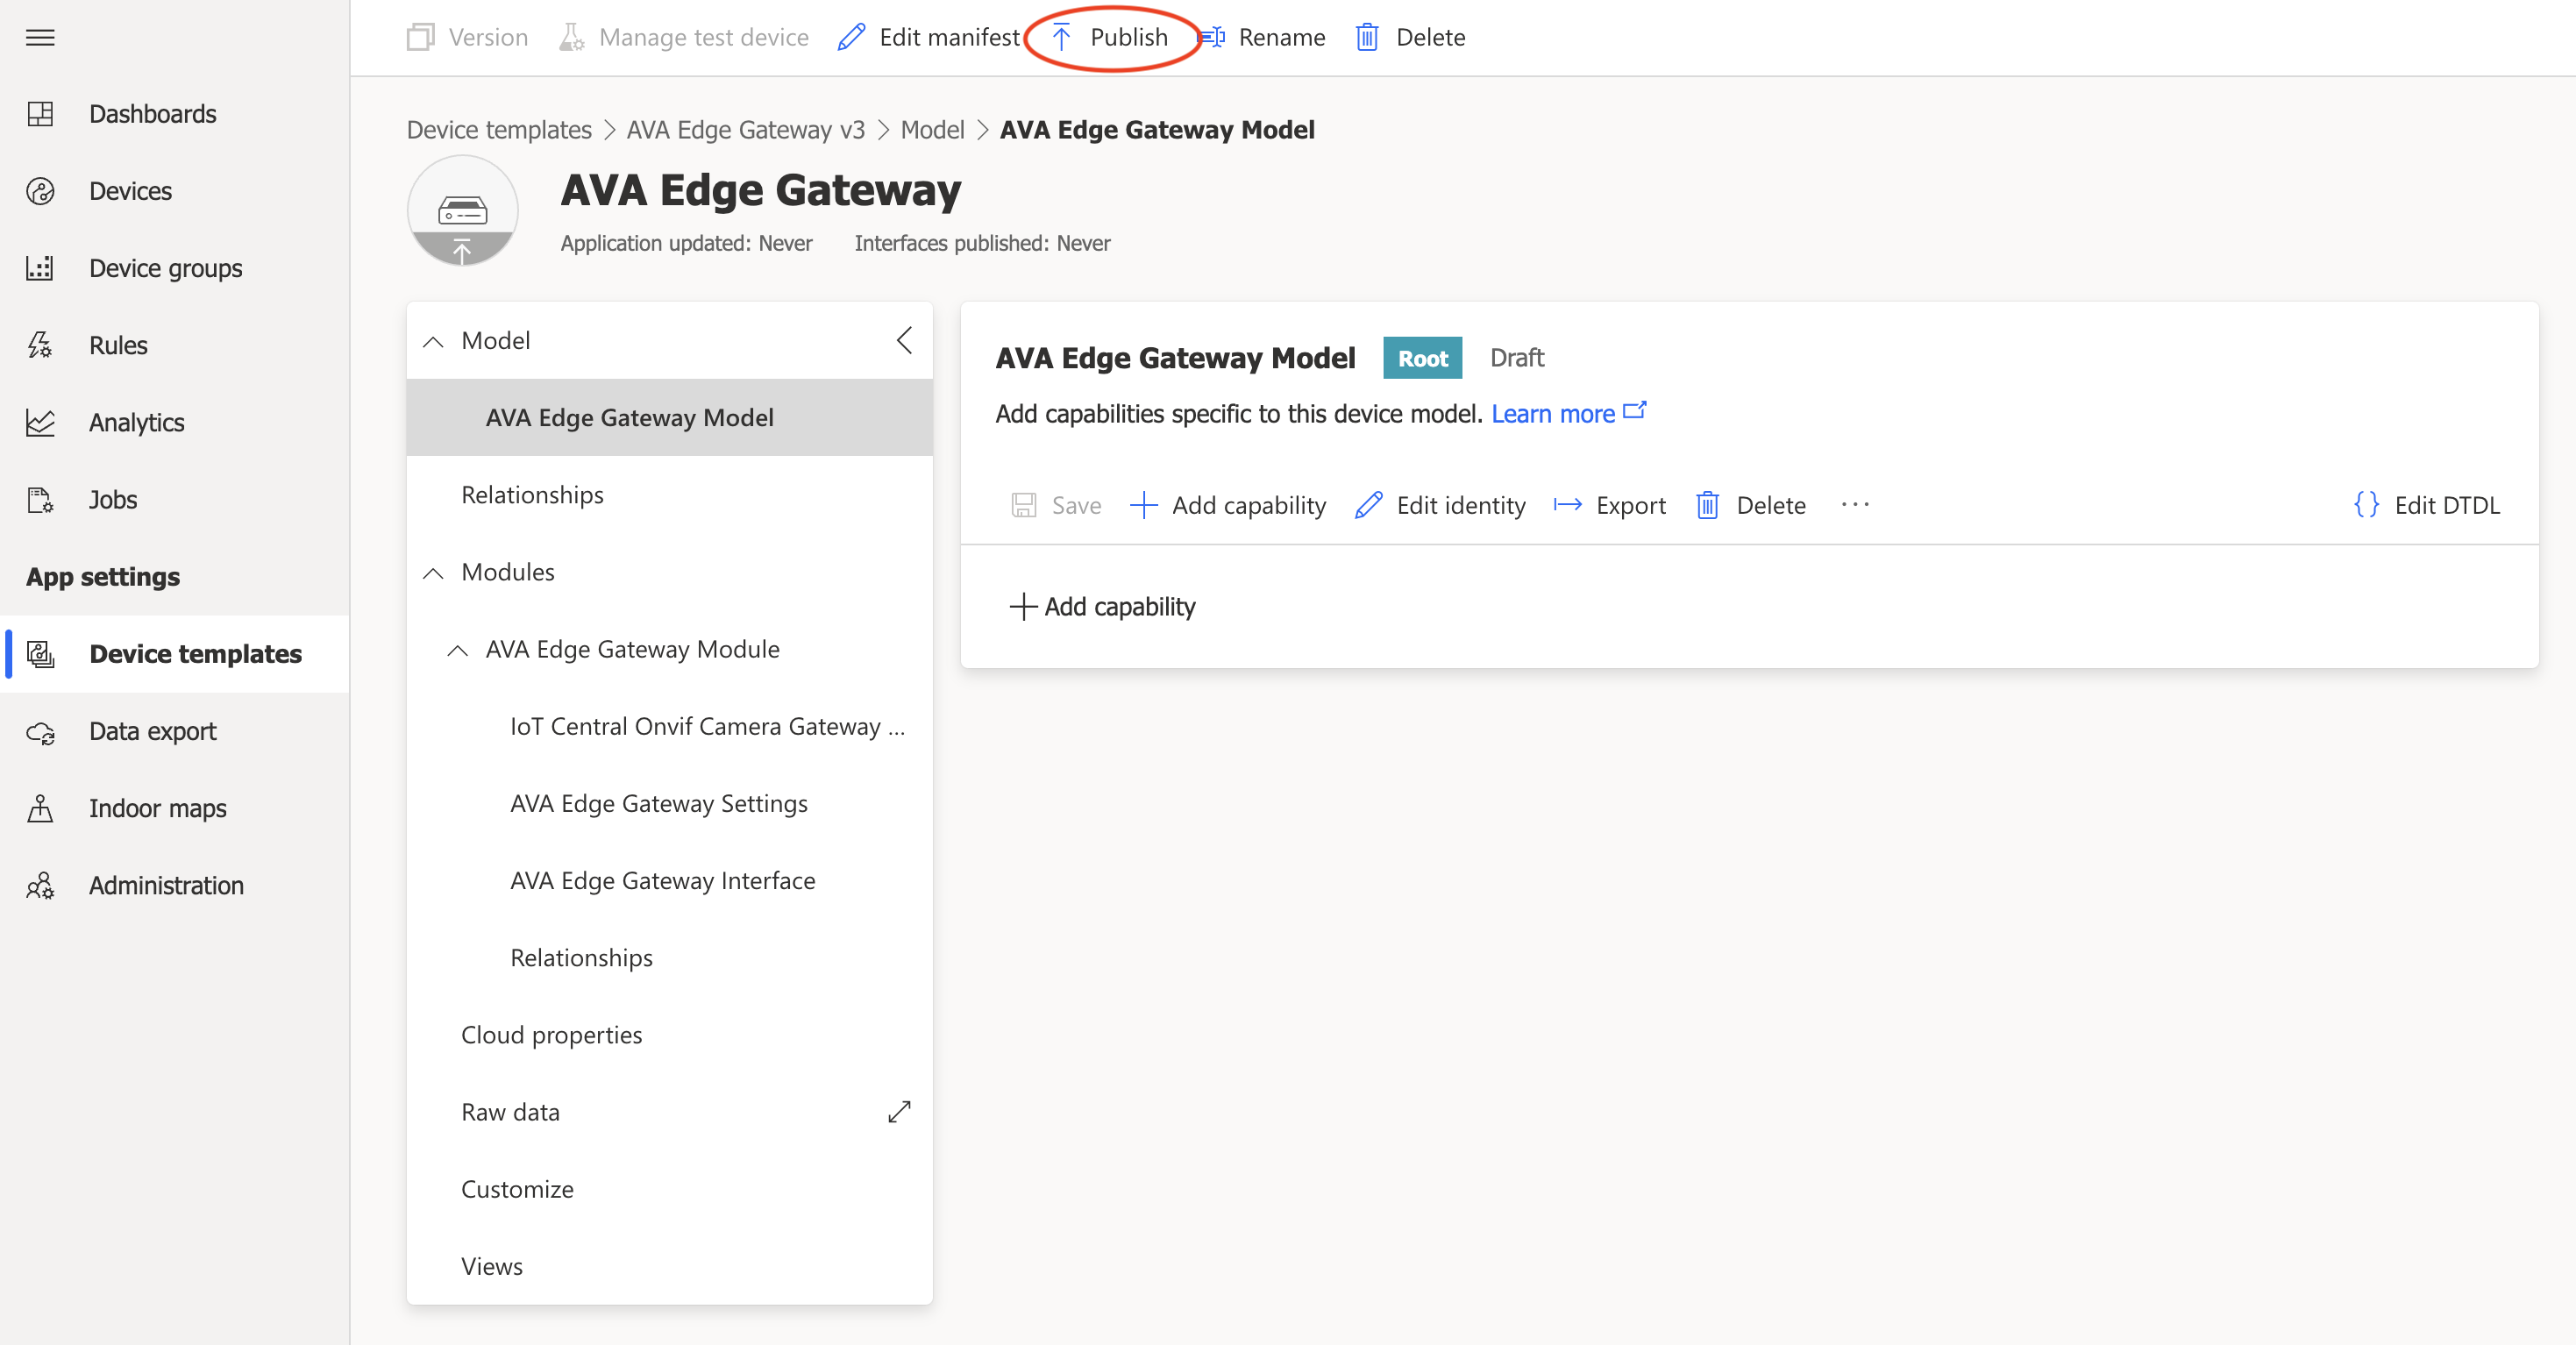 Version Manage test device Edit manifest Publish Rename Delete
Dashboards
Devices
Device groups
Rules
Analytics
Jobs
App settings
Device templates
Data export
Indoor maps
Administration
Device templates > AVA Edge Gateway v3 > Model > AVA Edge Gateway Model
AVA Edge Gateway
Application updated: Never Interfaces published: Never
Model
AVA Edge Gateway Model
Relationships
Modules
AVA Edge Gateway Module
IoT Central Onvif Camera Gateway ...
AVA Edge Gateway Settings
AVA Edge Gateway Interface
Relationships
Cloud properties
Raw data
Customize
Views
AVA Edge Gateway Model Root Draft
Add capabilities specific to this device model. Learn more
Save Add capability Edit identity Export Delete ... {} Edit DTDL
Add capability